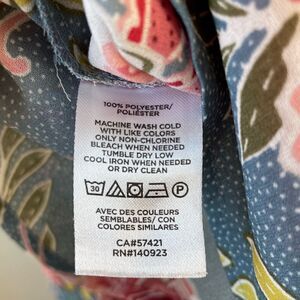 100% POLYESTER/
POLIÉSTER
MACHINE WASH COLD
WITH LIKE COLORS
ONLY NON-CHLORINE
BLEACH WHEN NEEDED
TUMBLE DRY LOW
COOL IRON WHEN NEEDED
OR DRY CLEAN
30 P
AVEC DES COULEURS
SEMBLABLES/ CON
COLORES SIMILARES
CA#57421
RN#140923